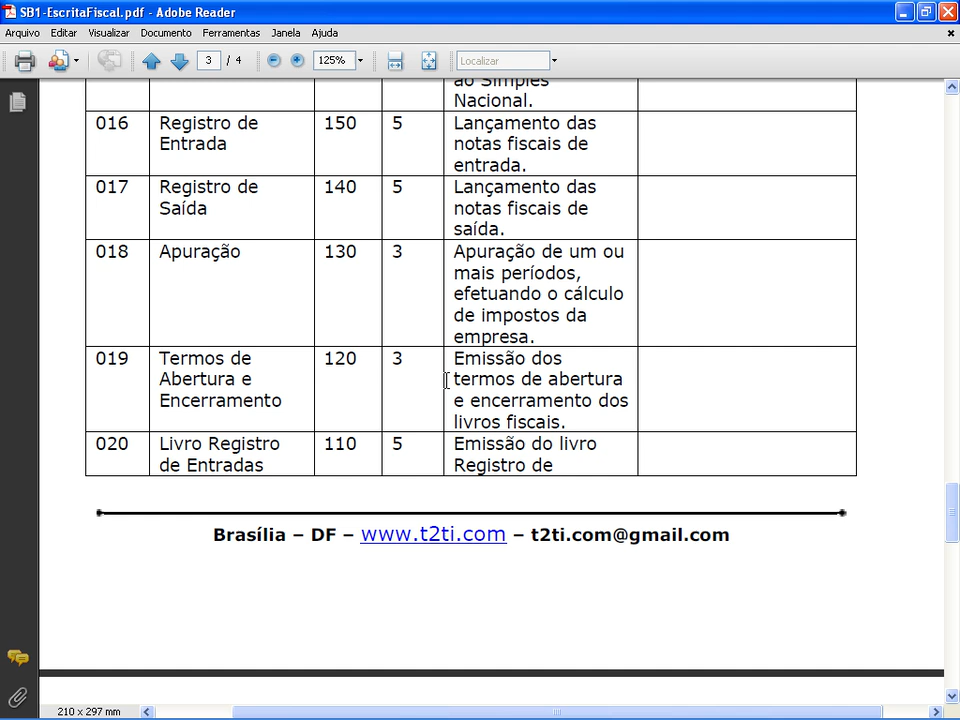 SB1-EscritaFiscal.pdf - Adobe Reader
Arquivo Editar Visualizar Documento Ferramentas Janela Ajuda
3 / 4 125% Localizar
ao Simples
Nacional.
016 Registro de 150 5 Lançamento das
Entrada notas fiscais de
entrada.
017 Registro de 140 5 Lançamento das
Saída notas fiscais de
saída.
018 Apuração 130 3 Apuração de um ou
mais períodos,
efetuando o cálculo
de impostos da
empresa.
019 Termos de 120 3 Emissão dos
Abertura e termos de abertura
Encerramento e encerramento dos
livros fiscais.
020 Livro Registro 110 5 Emissão do livro
de Entradas Registro de
Brasília – DF – www.t2ti.com – t2ti.com@gmail.com
210 x 297 mm